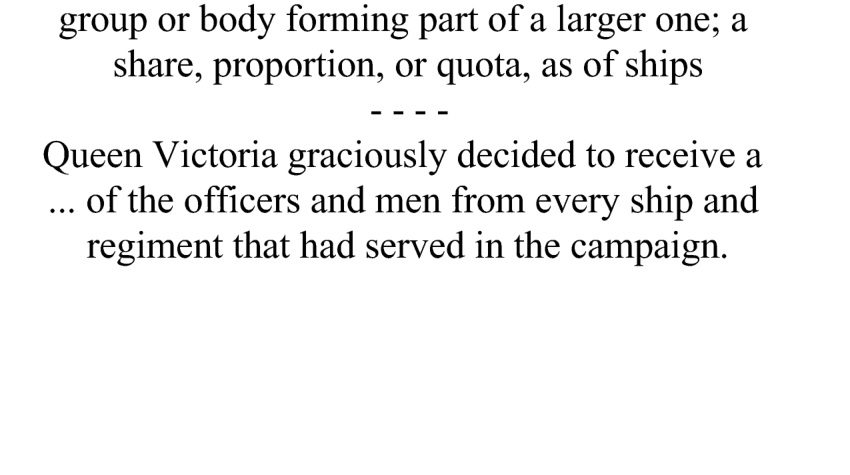 group or body forming part of a larger one; a
share, proportion, or quota, as of ships
- - - -
Queen Victoria graciously decided to receive a
... of the officers and men from every ship and
regiment that had served in the campaign.